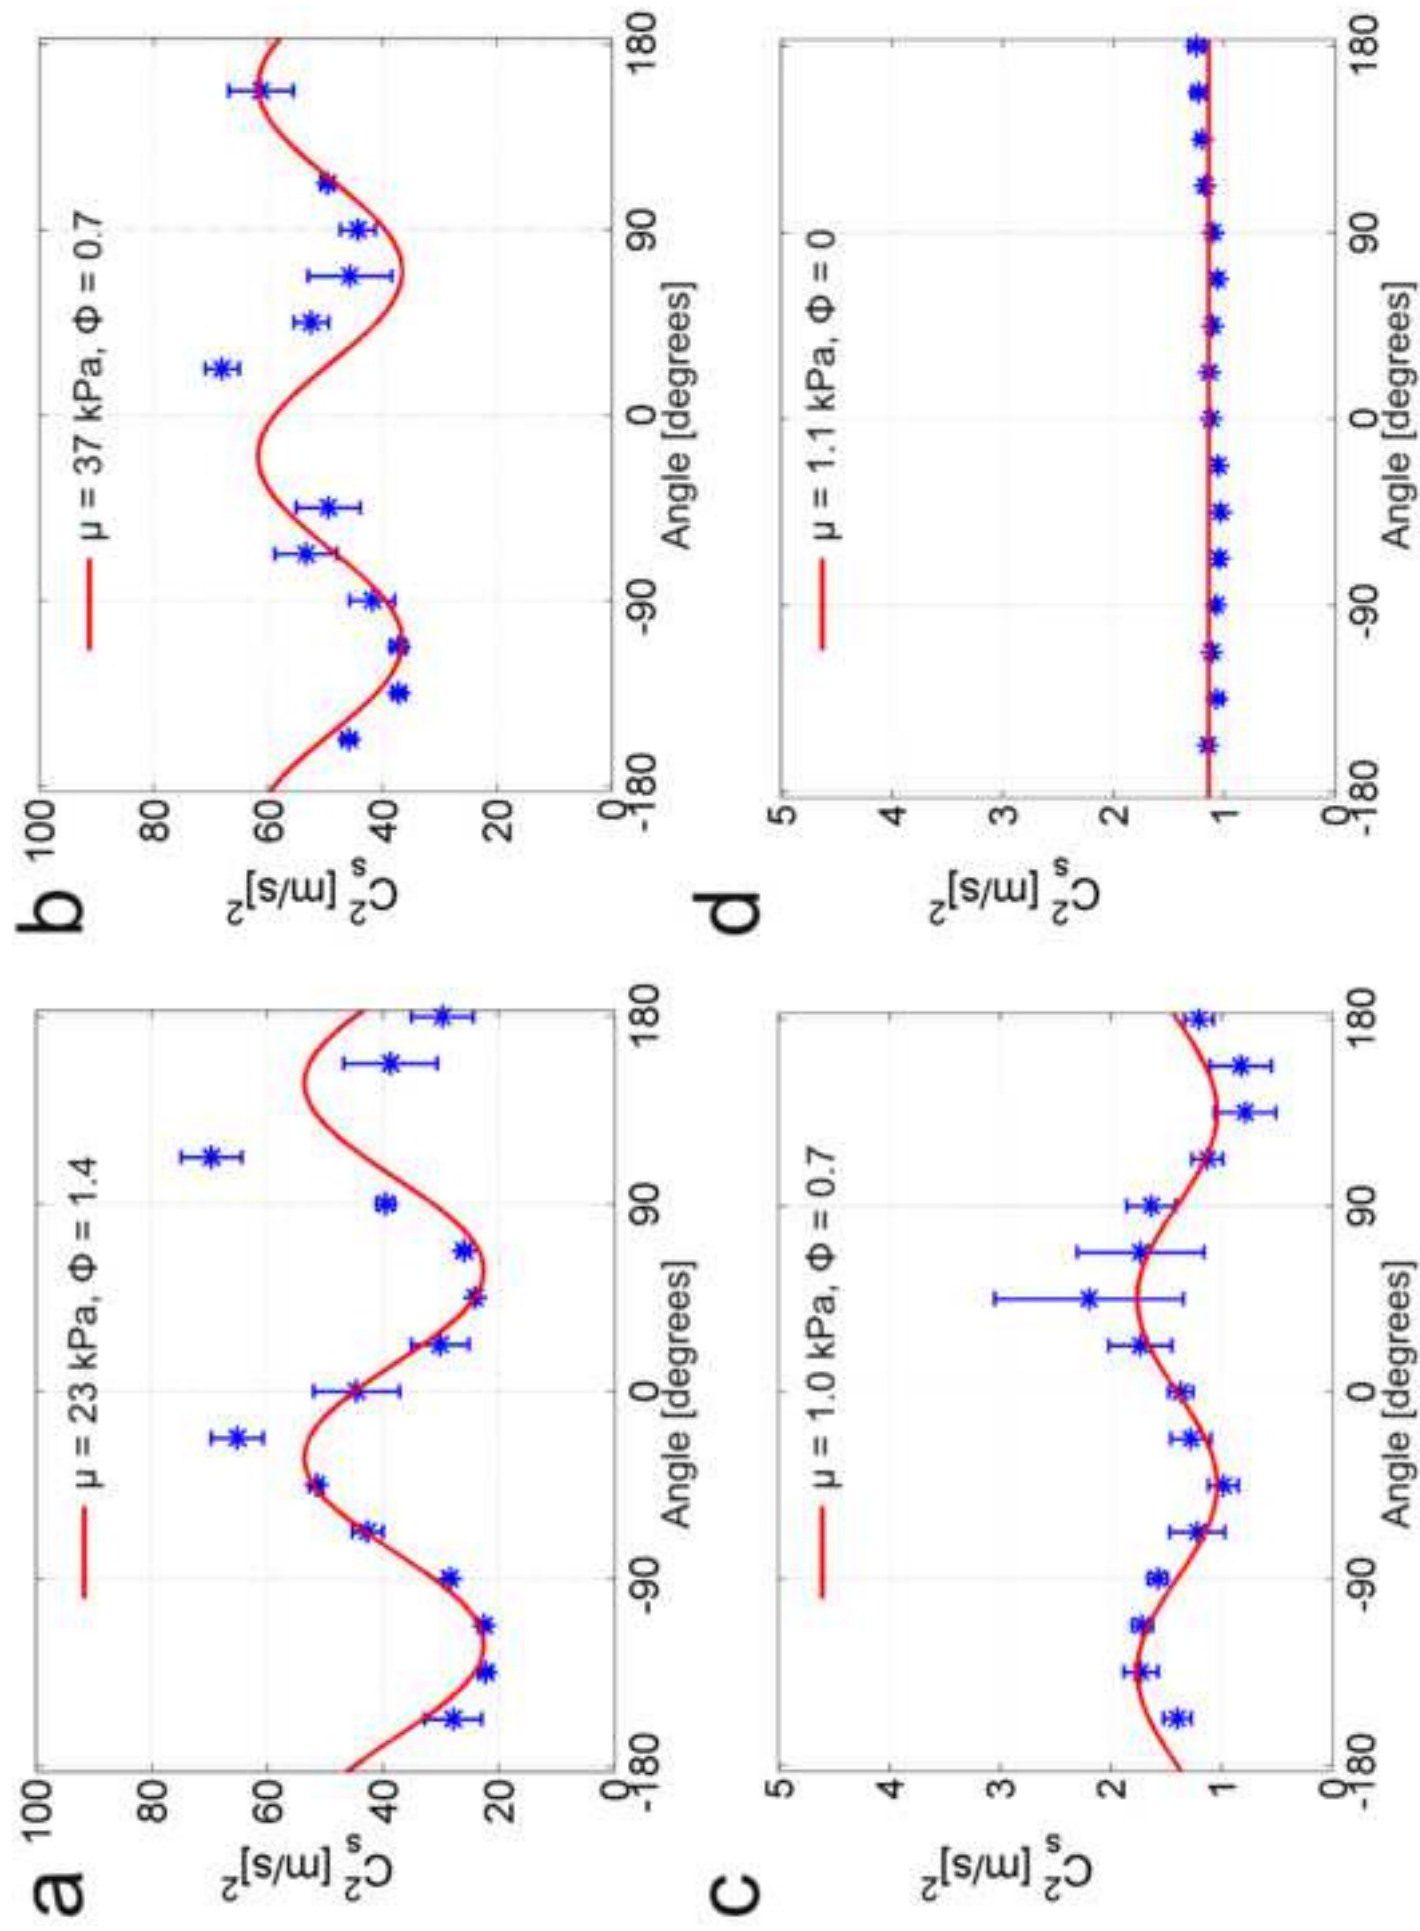 a
μ = 23 kPa, Φ = 1.4
100
80
60
40
20
0
-180
-90
0
90
180
C²ₛ [m/s]²
Angle [degrees]
b
μ = 37 kPa, Φ = 0.7
100
80
60
40
20
0
-180
-90
0
90
180
C²ₛ [m/s]²
Angle [degrees]
c
μ = 1.0 kPa, Φ = 0.7
5
4
3
2
1
0
-180
-90
0
90
180
C²ₛ [m/s]²
Angle [degrees]
d
μ = 1.1 kPa, Φ = 0
5
4
3
2
1
0
-180
-90
0
90
180
C²ₛ [m/s]²
Angle [degrees]